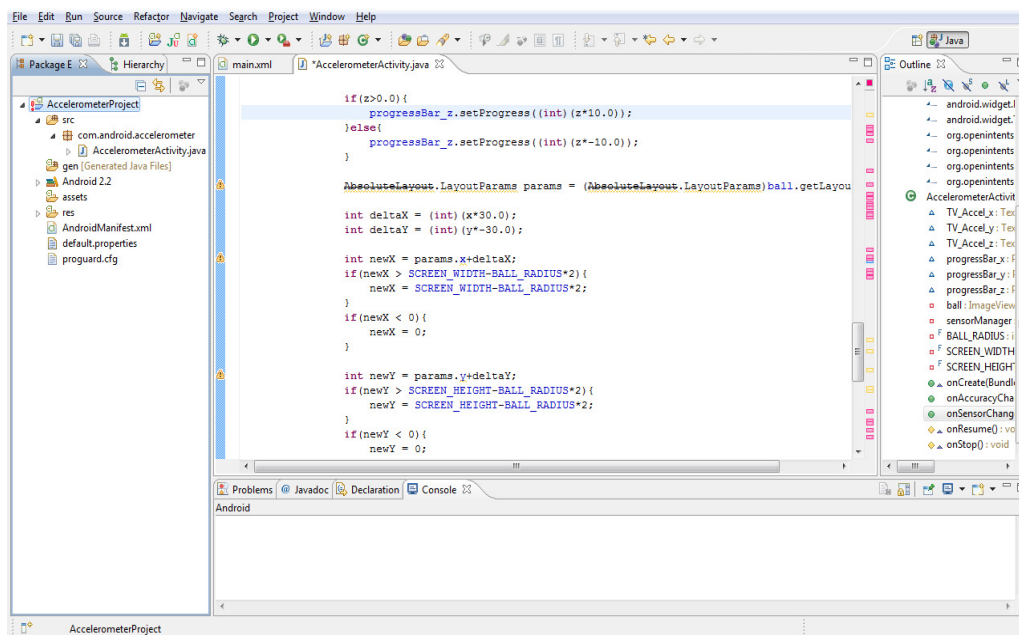 File Edit Run Source Refactor Navigate Search Project Window Help
Java
Package E
Hierarchy
AccelerometerProject
src
com.android.accelerometer
AccelerometerActivity.java
gen [Generated Java Files]
Android 2.2
assets
res
AndroidManifest.xml
default.properties
proguard.cfg
main.xml
*AccelerometerActivity.java
if(z>0.0){
progressBar_z.setProgress((int)(z*10.0));
}else{
progressBar_z.setProgress((int)(z*-10.0));
}
AbsoluteLayout.LayoutParams params = (AbsoluteLayout.LayoutParams)ball.getLayou
int deltaX = (int)(x*30.0);
int deltaY = (int)(y*-30.0);
int newX = params.x+deltaX;
if(newX > SCREEN_WIDTH-BALL_RADIUS*2){
newX = SCREEN_WIDTH-BALL_RADIUS*2;
}
if(newX < 0){
newX = 0;
}
int newY = params.y+deltaY;
if(newY > SCREEN_HEIGHT-BALL_RADIUS*2){
newY = SCREEN_HEIGHT-BALL_RADIUS*2;
}
if(newY < 0){
newY = 0;
Outline
android.widget.
android.widget.
org.openintents
org.openintents
org.openintents
org.openintents
AccelerometerActivit
TV_Accel_x : Tex
TV_Accel_y : Tex
TV_Accel_z : Tex
progressBar_x :
progressBar_y :
progressBar_z :
ball : ImageView
sensorManager
F BALL_RADIUS : i
F SCREEN_WIDTH
F SCREEN_HEIGHT
onCreate(Bundl
onAccuracyCha
onSensorChang
onResume() : vo
onStop() : void
Problems @ Javadoc Declaration Console
Android
AccelerometerProject